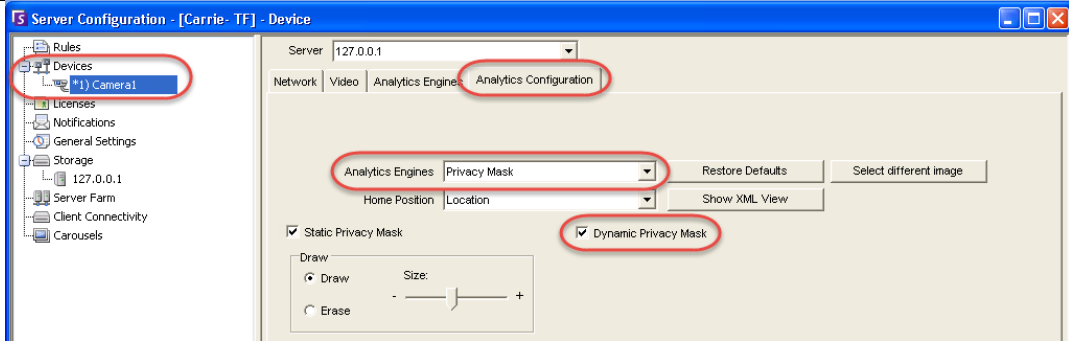 Server Configuration - [Carrie- TF] - Device
Rules
Devices
*1) Camera1
Licenses
Notifications
General Settings
Storage
127.0.0.1
Server Farm
Client Connectivity
Carousels
Server 127.0.0.1
Network Video Analytics Engines Analytics Configuration
Analytics Engines Privacy Mask Restore Defaults Select different image
Home Position Location Show XML View
Static Privacy Mask Dynamic Privacy Mask
Draw
Draw Size:
- +
Erase